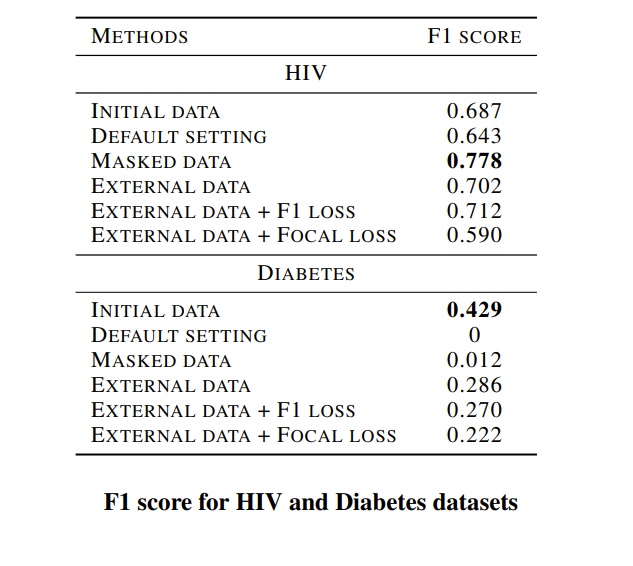 METHODS F1 SCORE
HIV
INITIAL DATA 0.687
DEFAULT SETTING 0.643
MASKED DATA 0.778
EXTERNAL DATA 0.702
EXTERNAL DATA + F1 LOSS 0.712
EXTERNAL DATA + FOCAL LOSS 0.590
DIABETES
INITIAL DATA 0.429
DEFAULT SETTING 0
MASKED DATA 0.012
EXTERNAL DATA 0.286
EXTERNAL DATA + F1 LOSS 0.270
EXTERNAL DATA + FOCAL LOSS 0.222
F1 score for HIV and Diabetes datasets